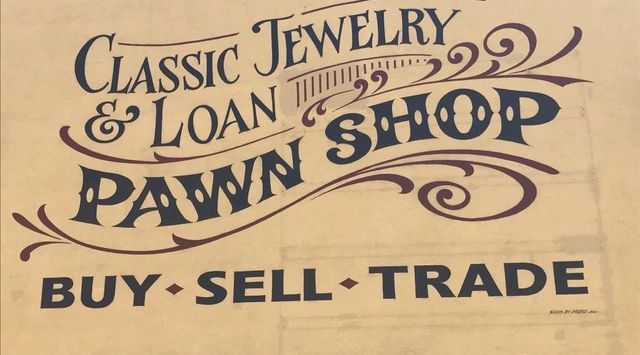 Classic Jewelry
& Loan
Pawn Shop
BUY • SELL • TRADE